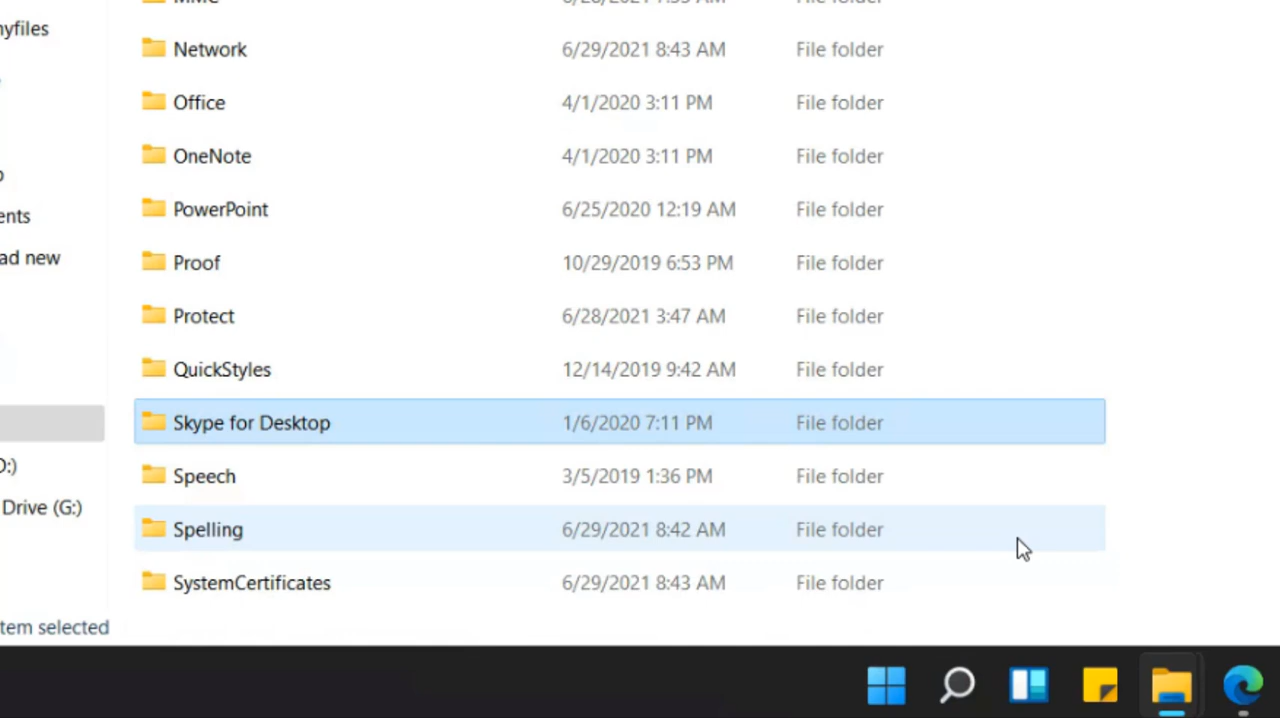 Network 6/29/2021 8:43 AM File folder
Office 4/1/2020 3:11 PM File folder
OneNote 4/1/2020 3:11 PM File folder
PowerPoint 6/25/2020 12:19 AM File folder
Proof 10/29/2019 6:53 PM File folder
Protect 6/28/2021 3:47 AM File folder
QuickStyles 12/14/2019 9:42 AM File folder
Skype for Desktop 1/6/2020 7:11 PM File folder
Speech 3/5/2019 1:36 PM File folder
Spelling 6/29/2021 8:42 AM File folder
SystemCertificates 6/29/2021 8:43 AM File folder
yfiles
ents
ad new
D:)
Drive (G:)
tem selected